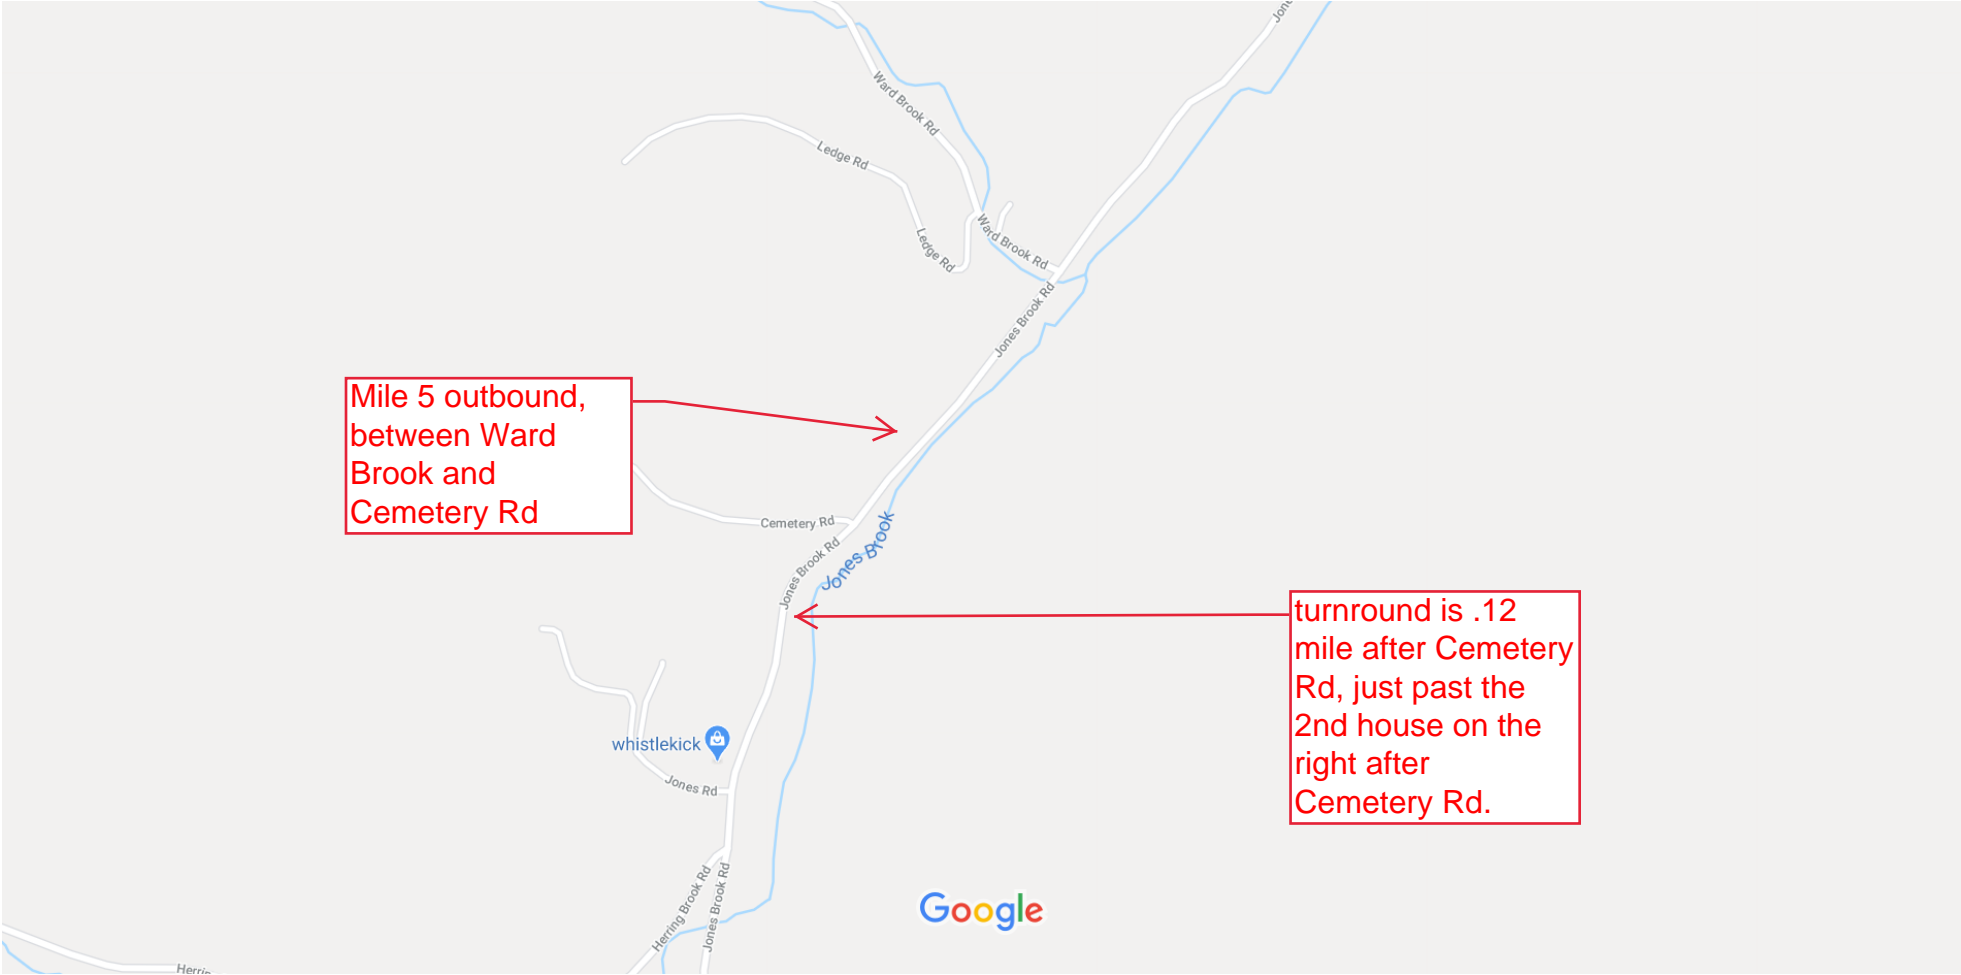 Jone
Ward Brook Rd
Ledge Rd
Ward Brook Rd
Ledge Rd
Jones Brook Rd
Mile 5 outbound,
between Ward
Brook and
Cemetery Rd
Cemetery Rd
Jones Brook
Jones Brook Rd
turnround is .12
mile after Cemetery
Rd, just past the
2nd house on the
right after
Cemetery Rd.
whistlekick
Jones Rd
Herring Brook Rd
Jones Brook Rd
Google
Herrin